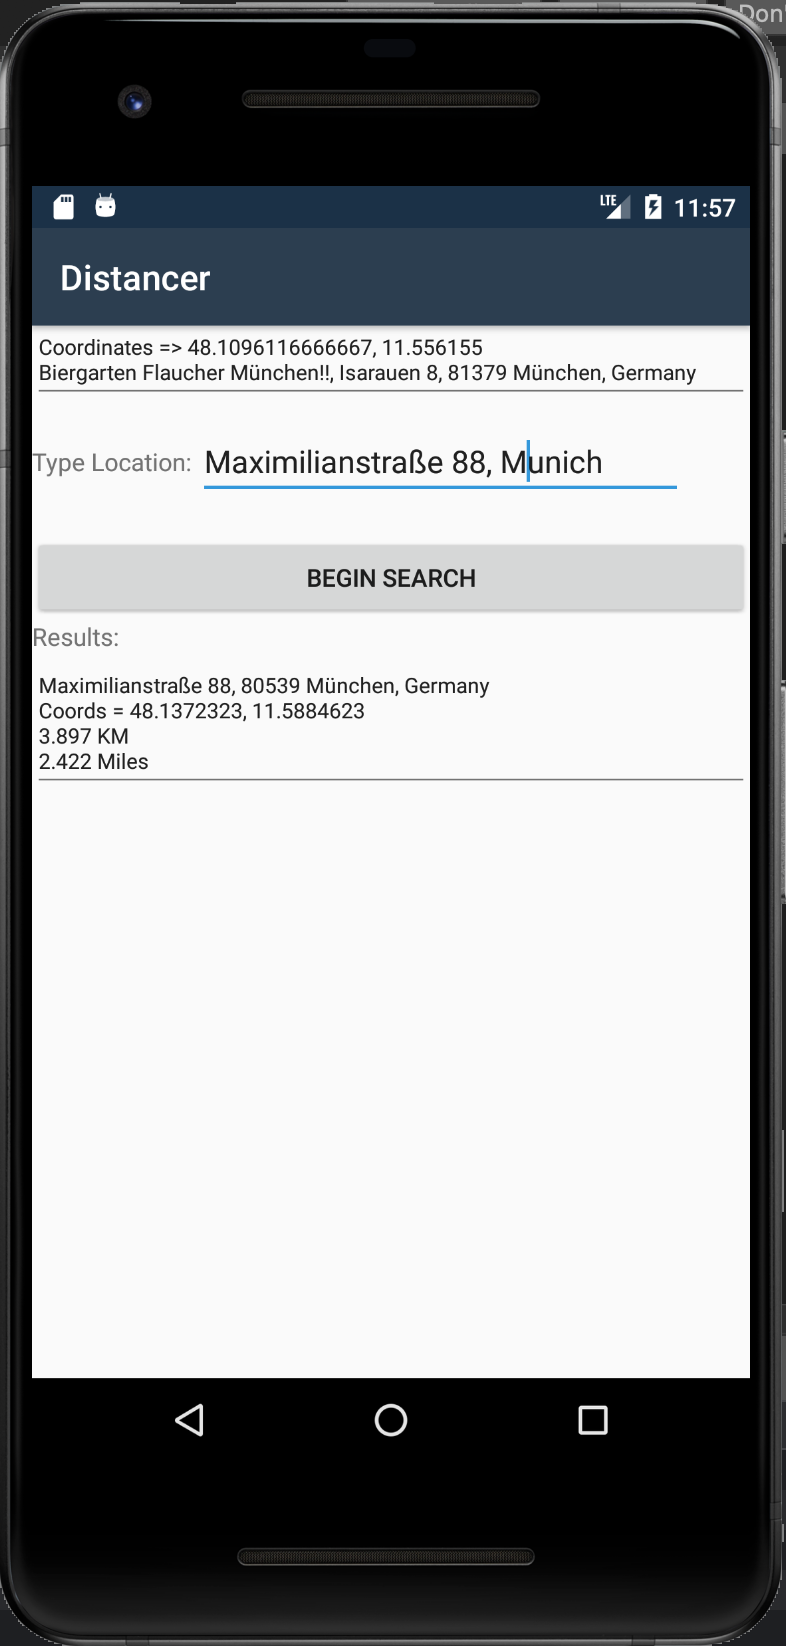 Don'
LTE 11:57
Distancer
Coordinates => 48.1096116666667, 11.556155
Biergarten Flaucher München!!, Isarauen 8, 81379 München, Germany
Type Location: Maximilianstraße 88, Munich
BEGIN SEARCH
Results:
Maximilianstraße 88, 80539 München, Germany
Coords = 48.1372323, 11.5884623
3.897 KM
2.422 Miles